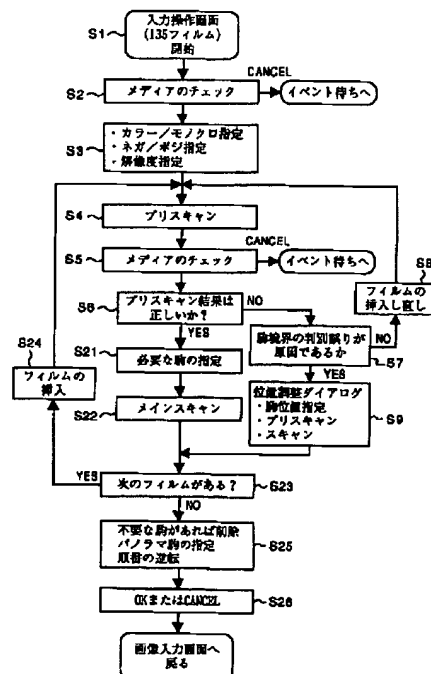 S1
入力操作画面
(135フィルム)
開始
S2
メディアのチェック
CANCEL
イベント待ちへ
S3
・カラー/モノクロ指定
・ネガ/ポジ指定
・解像度指定
S4
プリスキャン
S5
メディアのチェック
CANCEL
イベント待ちへ
S6
プリスキャン結果は
正しいか?
NO
YES
S8
フィルムの
挿入し直し
駒境界の判別誤りが
原因であるか
NO
S7
YES
S24
フィルムの
挿入
S21
必要な駒の指定
S22
メインスキャン
位置調整ダイアログ
・駒位置指定
・プリスキャン
・スキャン
S9
YES
次のフィルムがある?
S23
NO
不要な駒があれば削除
パノラマ駒の指定
順番の逆転
S25
OKまたはCANCEL
S26
画像入力画面へ
戻る